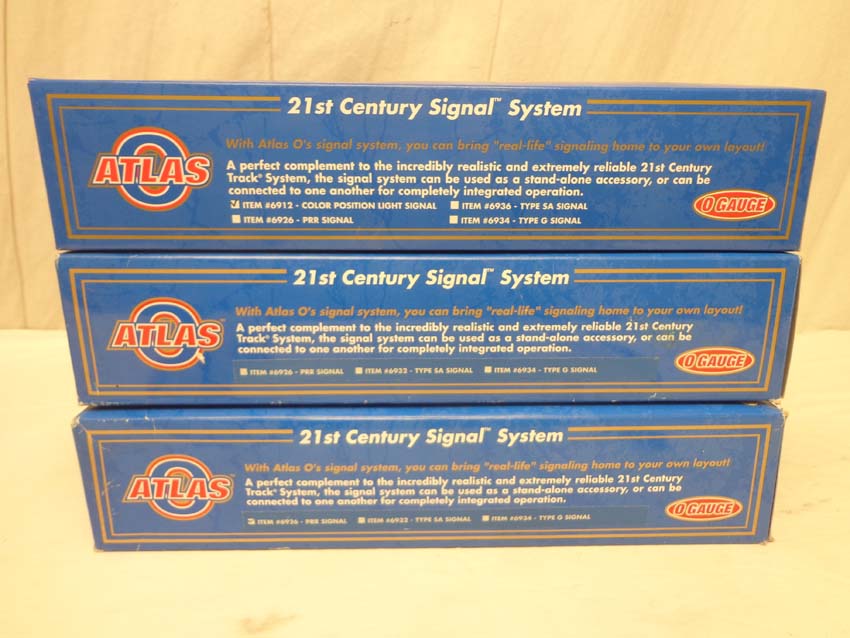 21st Century Signal™ System
With Atlas O's signal system, you can bring "real-life" signaling home to your own layout!
ATLAS
O
A perfect complement to the incredibly realistic and extremely reliable 21st Century
Track® System, the signal system can be used as a stand-alone accessory, or can be
connected to one another for completely integrated operation.
ITEM #6912 - COLOR POSITION LIGHT SIGNAL ITEM #6936 - TYPE SA SIGNAL
ITEM #6926 - PRR SIGNAL ITEM #6934 - TYPE G SIGNAL
O GAUGE
21st Century Signal™ System
With Atlas O's signal system, you can bring "real-life" signaling home to your own layout!
ATLAS
O
A perfect complement to the incredibly realistic and extremely reliable 21st Century
Track® System, the signal system can be used as a stand-alone accessory, or can be
connected to one another for completely integrated operation.
O GAUGE
ITEM #6926 - PRR SIGNAL ITEM #6933 - TYPE SA SIGNAL ITEM #6934 - TYPE G SIGNAL
21st Century Signal™ System
With Atlas O's signal system, you can bring "real-life" signaling home to your own layout!
ATLAS
O
A perfect complement to the incredibly realistic and extremely reliable 21st Century
Track® System, the signal system can be used as a stand-alone accessory, or can be
connected to one another for completely integrated operation.
O GAUGE
ITEM #6926 - PRR SIGNAL ITEM #6933 - TYPE SA SIGNAL ITEM #6934 - TYPE G SIGNAL